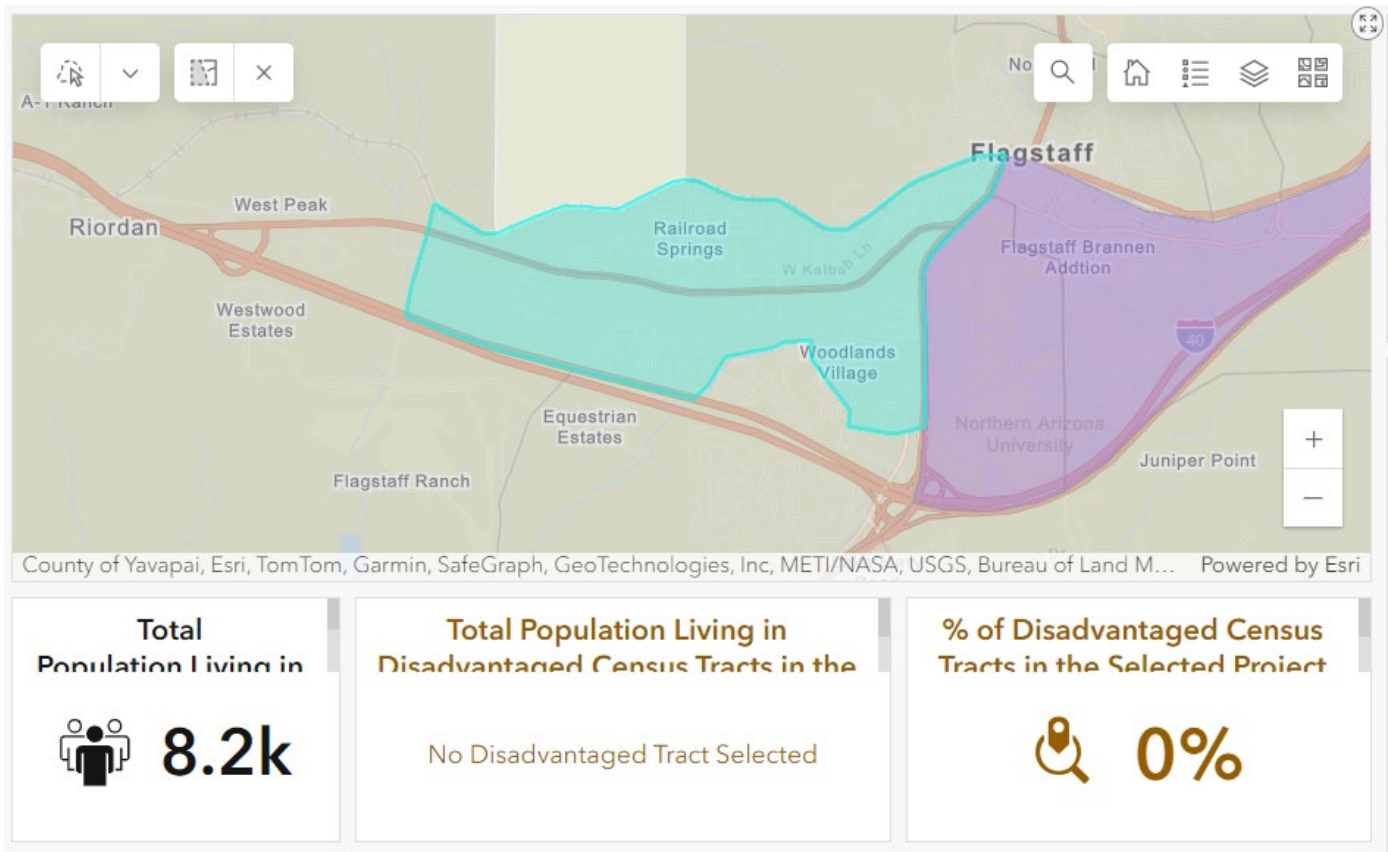 A-1 Ranch
Flagstaff
West Peak
Riordan
Railroad
Springs
W Kaibab Ln
Flagstaff Brannen
Addtion
Westwood
Estates
40
Woodlands
Village
Equestrian
Estates
Northern Arizona
University
Juniper Point
Flagstaff Ranch
+
−
County of Yavapai, Esri, TomTom, Garmin, SafeGraph, GeoTechnologies, Inc, METI/NASA, USGS, Bureau of Land M... Powered by Esri
Total
Population Living in
8.2k
Total Population Living in
Disadvantaged Census Tracts in the
No Disadvantaged Tract Selected
% of Disadvantaged Census
Tracts in the Selected Project
0%